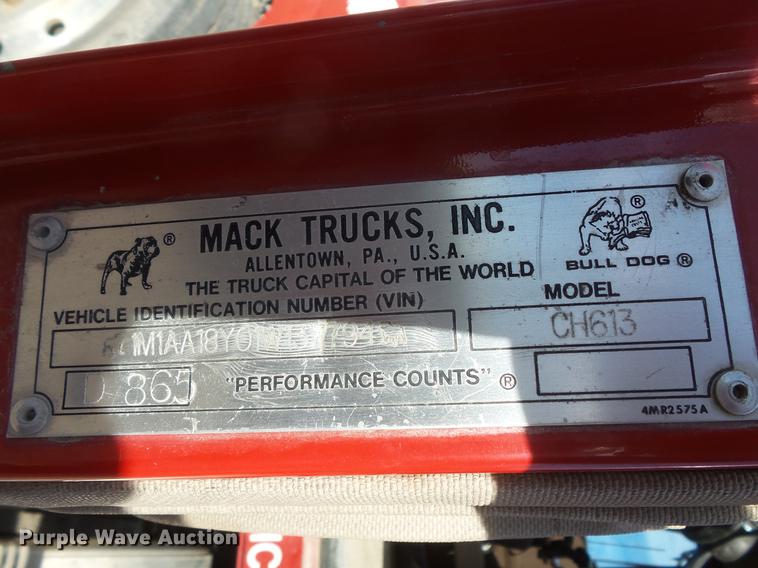 MACK TRUCKS, INC.
ALLENTOWN, PA., U.S.A.
THE TRUCK CAPITAL OF THE WORLD
®
®
BULL DOG ®
VEHICLE IDENTIFICATION NUMBER (VIN)
MODEL
CH613
D 865
"PERFORMANCE COUNTS" ®
4MR2575A
Purple Wave Auction